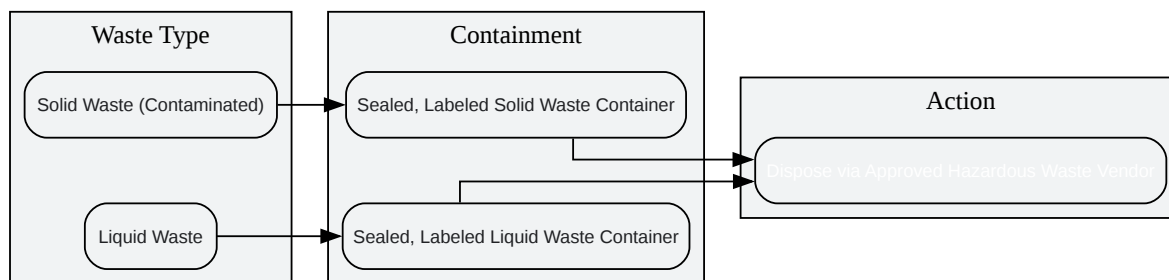 Waste Type
Solid Waste (Contaminated)
Liquid Waste
Containment
Sealed, Labeled Solid Waste Container
Sealed, Labeled Liquid Waste Container
Action
Dispose via Approved Hazardous Waste Vendor